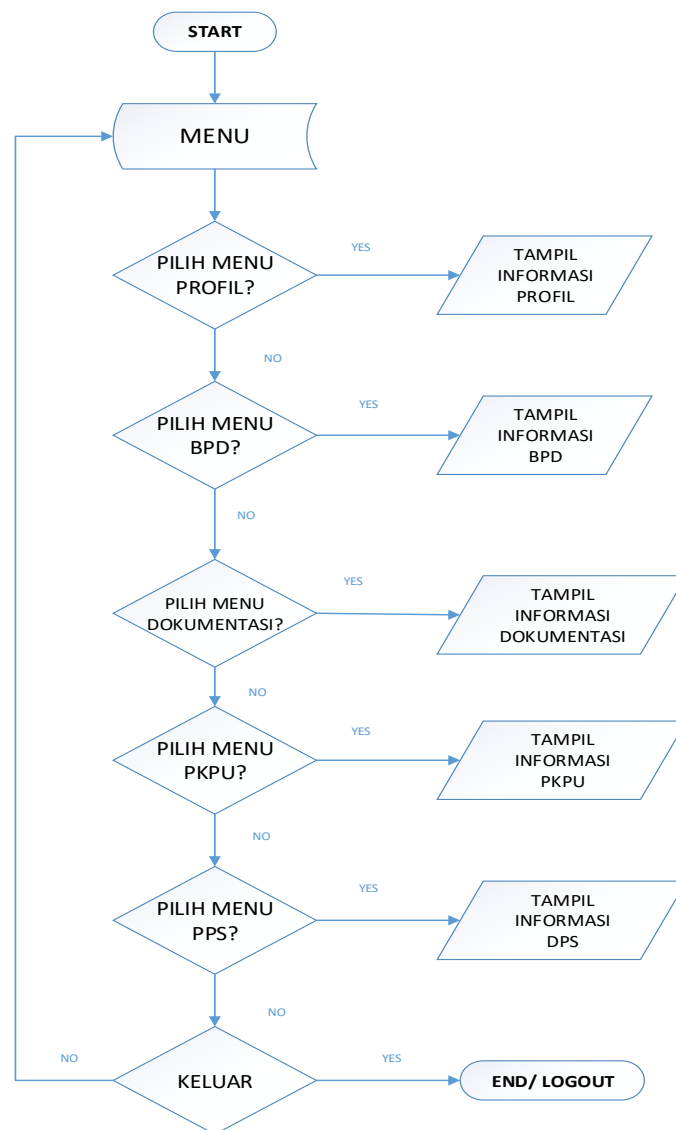 START
MENU
PILIH MENU
PROFIL?
YES
TAMPIL
INFORMASI
PROFIL
NO
PILIH MENU
BPD?
YES
TAMPIL
INFORMASI
BPD
NO
PILIH MENU
DOKUMENTASI?
YES
TAMPIL
INFORMASI
DOKUMENTASI
NO
PILIH MENU
PKPU?
YES
TAMPIL
INFORMASI
PKPU
NO
PILIH MENU
PPS?
YES
TAMPIL
INFORMASI
DPS
NO
NO
KELUAR
YES
END/ LOGOUT